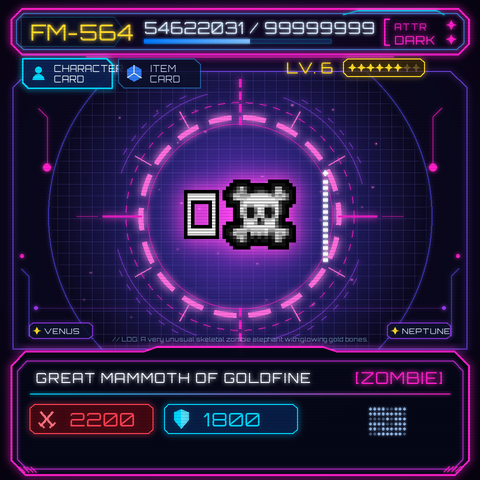 FM-564
54622031 / 99999999
ATTR
DARK
CHARACTER
CARD
ITEM
CARD
LV. 6
VENUS
NEPTUNE
// LOG: A very unusual skeletal zombie elephant with glowing gold bones.
GREAT MAMMOTH OF GOLDFINE
[ZOMBIE]
2200
1800